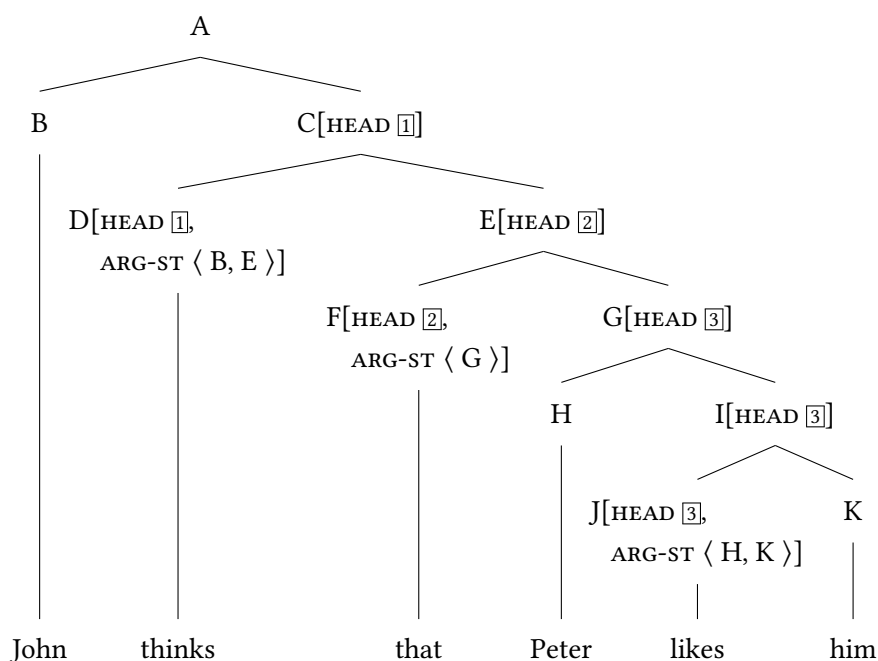 A
B C[HEAD 1]
D[HEAD 1, E[HEAD 2]
ARG-ST ⟨ B, E ⟩]
F[HEAD 2, G[HEAD 3]
ARG-ST ⟨ G ⟩]
H I[HEAD 3]
J[HEAD 3, K
ARG-ST ⟨ H, K ⟩]
John thinks that Peter likes him